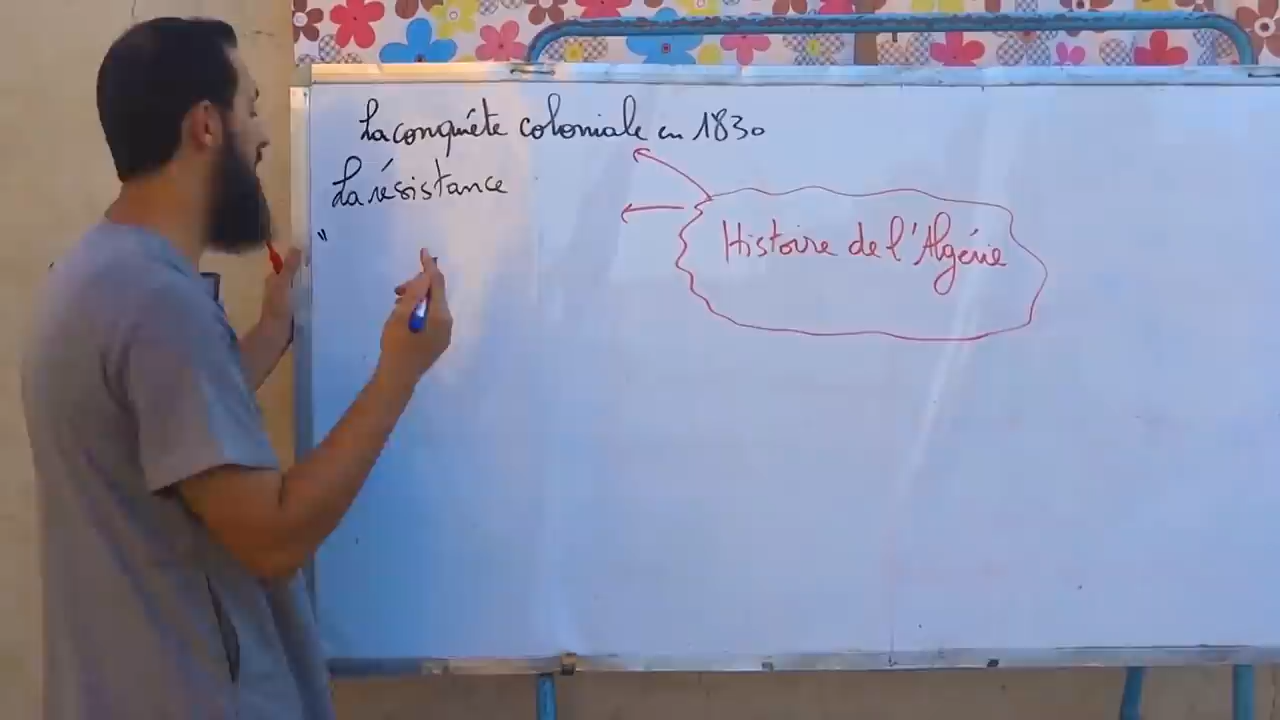 La conquête coloniale en 1830
La résistance
"
Histoire de l'Algérie